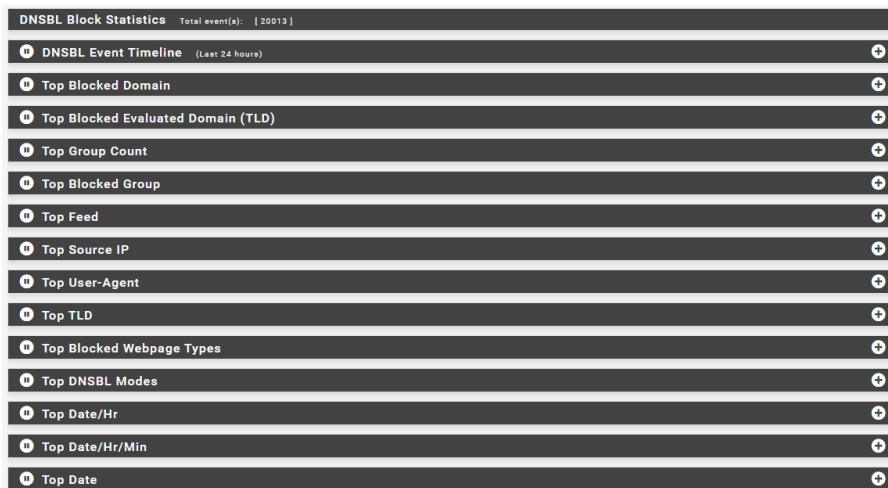 DNSBL Block Statistics Total event(s): [ 20013 ]
DNSBL Event Timeline (Last 24 hours)
Top Blocked Domain
Top Blocked Evaluated Domain (TLD)
Top Group Count
Top Blocked Group
Top Feed
Top Source IP
Top User-Agent
Top TLD
Top Blocked Webpage Types
Top DNSBL Modes
Top Date/Hr
Top Date/Hr/Min
Top Date